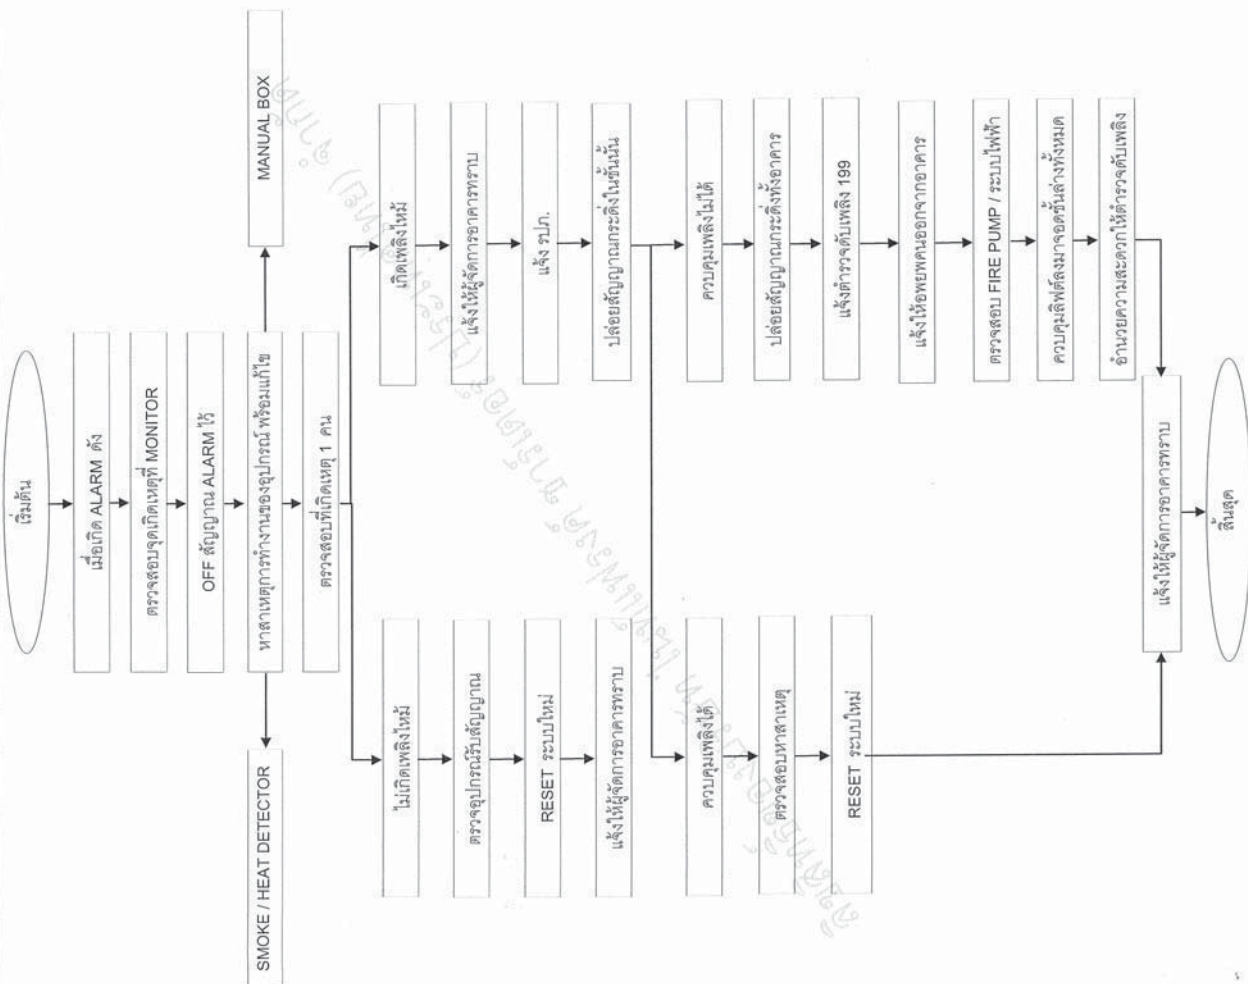 เริ่มต้น
เมื่อเกิด ALARM ดัง
ตรวจสอบจุดเกิดเหตุที่ MONITOR
OFF สัญญาณ ALARM ไว้
SMOKE / HEAT DETECTOR
หาสาเหตุการทำงานของอุปกรณ์ พร้อมแก้ไข
MANUAL BOX
ตรวจสอบที่เกิดเหตุ 1 คน
ไม่เกิดเพลิงไหม้
ตรวจอุปกรณ์รับสัญญาณ
RESET ระบบใหม่
แจ้งให้ผู้จัดการอาคารทราบ
เกิดเพลิงไหม้
แจ้งให้ผู้จัดการอาคารทราบ
แจ้ง รปภ.
ปล่อยสัญญาณกระดิ่งในชั้นนั้น
ควบคุมเพลิงได้
ตรวจสอบหาสาเหตุ
RESET ระบบใหม่
ควบคุมเพลิงไม่ได้
ปล่อยสัญญาณกระดิ่งทั้งอาคาร
แจ้งตำรวจดับเพลิง 199
แจ้งให้อพยพคนออกจากอาคาร
ตรวจสอบ FIRE PUMP / ระบบไฟฟ้า
ควบคุมลิฟต์ลงมาจอดชั้นล่างทั้งหมด
อำนวยความสะดวกให้ตำรวจดับเพลิง
แจ้งให้ผู้จัดการอาคารทราบ
สิ้นสุด